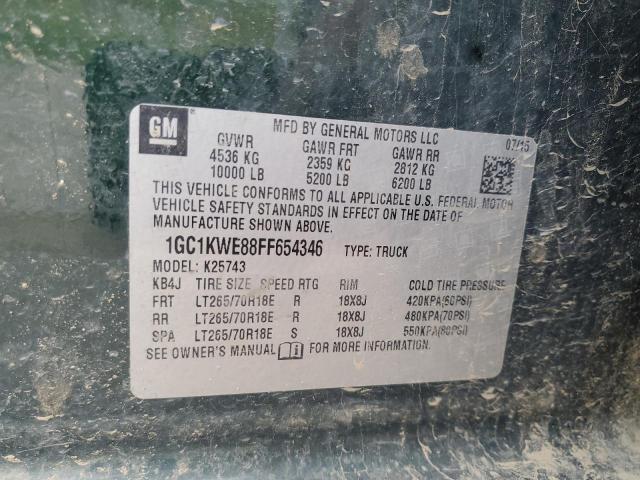 GM
MFD BY GENERAL MOTORS LLC
07/15
GVWR GAWR FRT GAWR RR
4536 KG 2359 KG 2812 KG
10000 LB 5200 LB 6200 LB
THIS VEHICLE CONFORMS TO ALL APPLICABLE U.S. FEDERAL MOTOR
VEHICLE SAFETY STANDARDS IN EFFECT ON THE DATE OF
MANUFACTURE SHOWN ABOVE.
1GC1KWE88FF654346 TYPE: TRUCK
MODEL: K25743
KB4J TIRE SIZE SPEED RTG RIM COLD TIRE PRESSURE
FRT LT265/70R18E R 18X8J 420KPA(60PSI)
RR LT265/70R18E R 18X8J 480KPA(70PSI)
SPA LT265/70R18E S 18X8J 550KPA(80PSI)
SEE OWNER'S MANUAL FOR MORE INFORMATION.